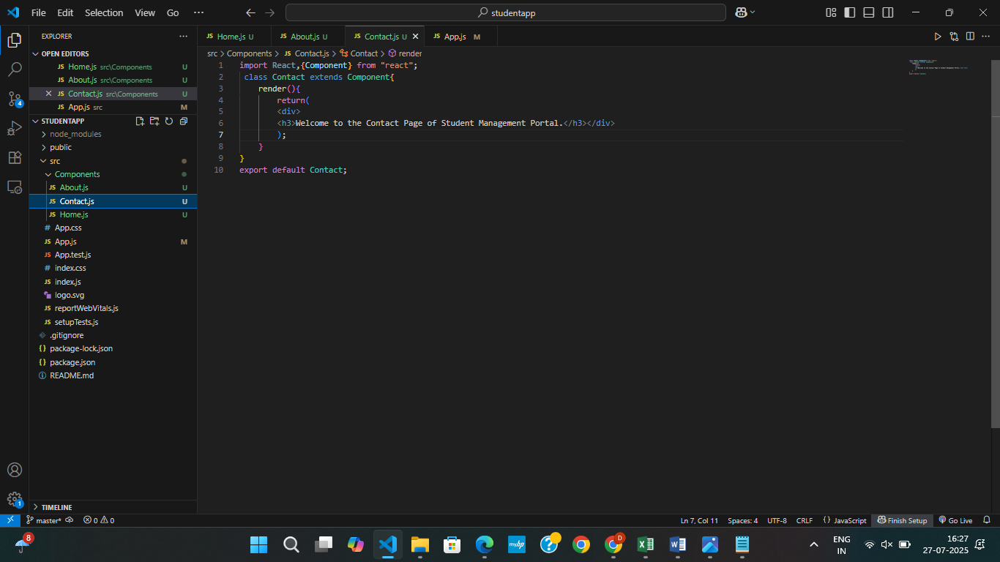 File Edit Selection View Go ··· studentapp
EXPLORER ···
OPEN EDITORS
Home.js src\Components U
About.js src\Components U
Contact.js src\Components U
App.js src M
STUDENTAPP
node_modules
public
src
Components
JS About.js U
JS Contact.js U
JS Home.js U
# App.css
JS App.js M
JS App.test.js
# index.css
JS index.js
logo.svg
JS reportWebVitals.js
JS setupTests.js
.gitignore
{} package-lock.json
{} package.json
README.md
TIMELINE
JS Home.js U JS About.js U JS Contact.js U JS App.js M
src > Components > JS Contact.js > Contact > render
1 import React,{Component} from "react";
2 class Contact extends Component{
3 render(){
4 return(
5 <div>
6 <h3>Welcome to the Contact Page of Student Management Portal.</h3></div>
7 );
8 }
9 }
10 export default Contact;
4
1
master* 0 0 Ln 7, Col 11 Spaces: 4 UTF-8 CRLF {} JavaScript Finish Setup Go Live
8 myhp D ENG IN 16:27 27-07-2025